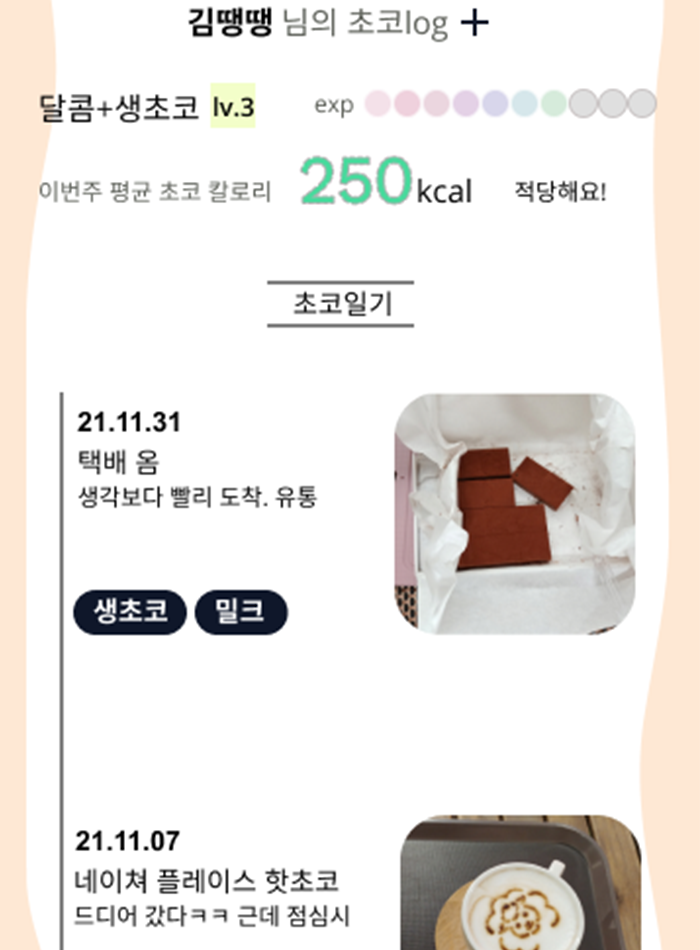 김땡땡 님의 초코log +
달콤+생초코 lv.3 exp
이번주 평균 초코 칼로리 250kcal 적당해요!
초코일기
21.11.31
택배 옴
생각보다 빨리 도착. 유통
생초코 밀크
21.11.07
네이쳐 플레이스 핫초코
드디어 갔다ㅋㅋ 근데 점심시